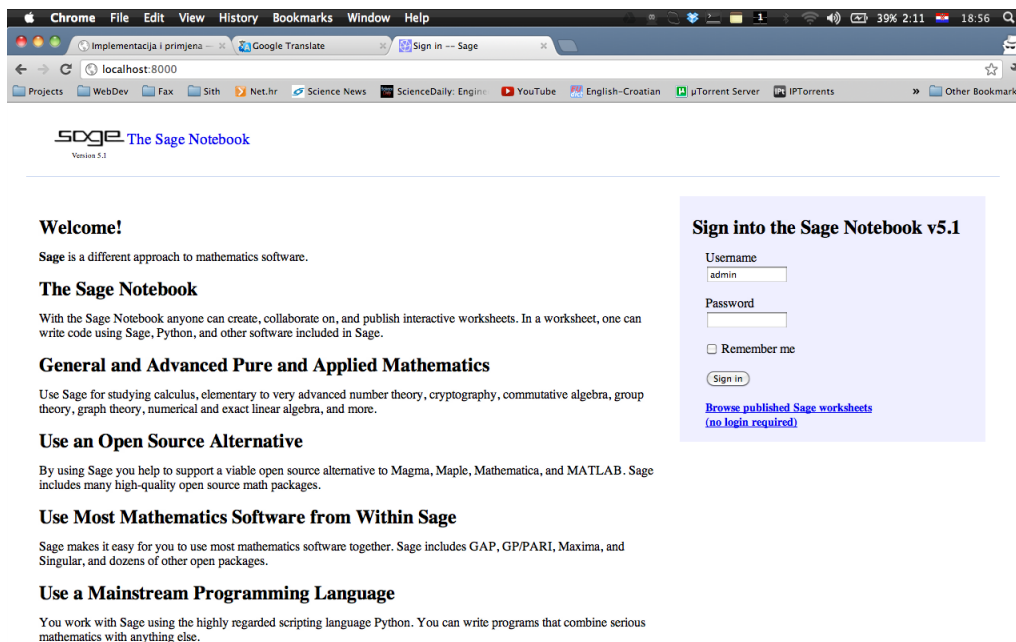 Chrome File Edit View History Bookmarks Window Help 1 39% 2:11 18:56
Implementacija i primjena – Google Translate Sign in -- Sage
localhost:8000
Projects WebDev Fax Sith Net.hr Science News ScienceDaily: Engine YouTube English-Croatian µTorrent Server IPTorrents » Other Bookmark
sage The Sage Notebook
Version 5.1
Welcome!
Sage is a different approach to mathematics software.
The Sage Notebook
With the Sage Notebook anyone can create, collaborate on, and publish interactive worksheets. In a worksheet, one can
write code using Sage, Python, and other software included in Sage.
General and Advanced Pure and Applied Mathematics
Use Sage for studying calculus, elementary to very advanced number theory, cryptography, commutative algebra, group
theory, graph theory, numerical and exact linear algebra, and more.
Use an Open Source Alternative
By using Sage you help to support a viable open source alternative to Magma, Maple, Mathematica, and MATLAB. Sage
includes many high-quality open source math packages.
Use Most Mathematics Software from Within Sage
Sage makes it easy for you to use most mathematics software together. Sage includes GAP, GP/PARI, Maxima, and
Singular, and dozens of other open packages.
Use a Mainstream Programming Language
You work with Sage using the highly regarded scripting language Python. You can write programs that combine serious
mathematics with anything else.
Sign into the Sage Notebook v5.1
Username
admin
Password
Remember me
Sign in
Browse published Sage worksheets
(no login required)